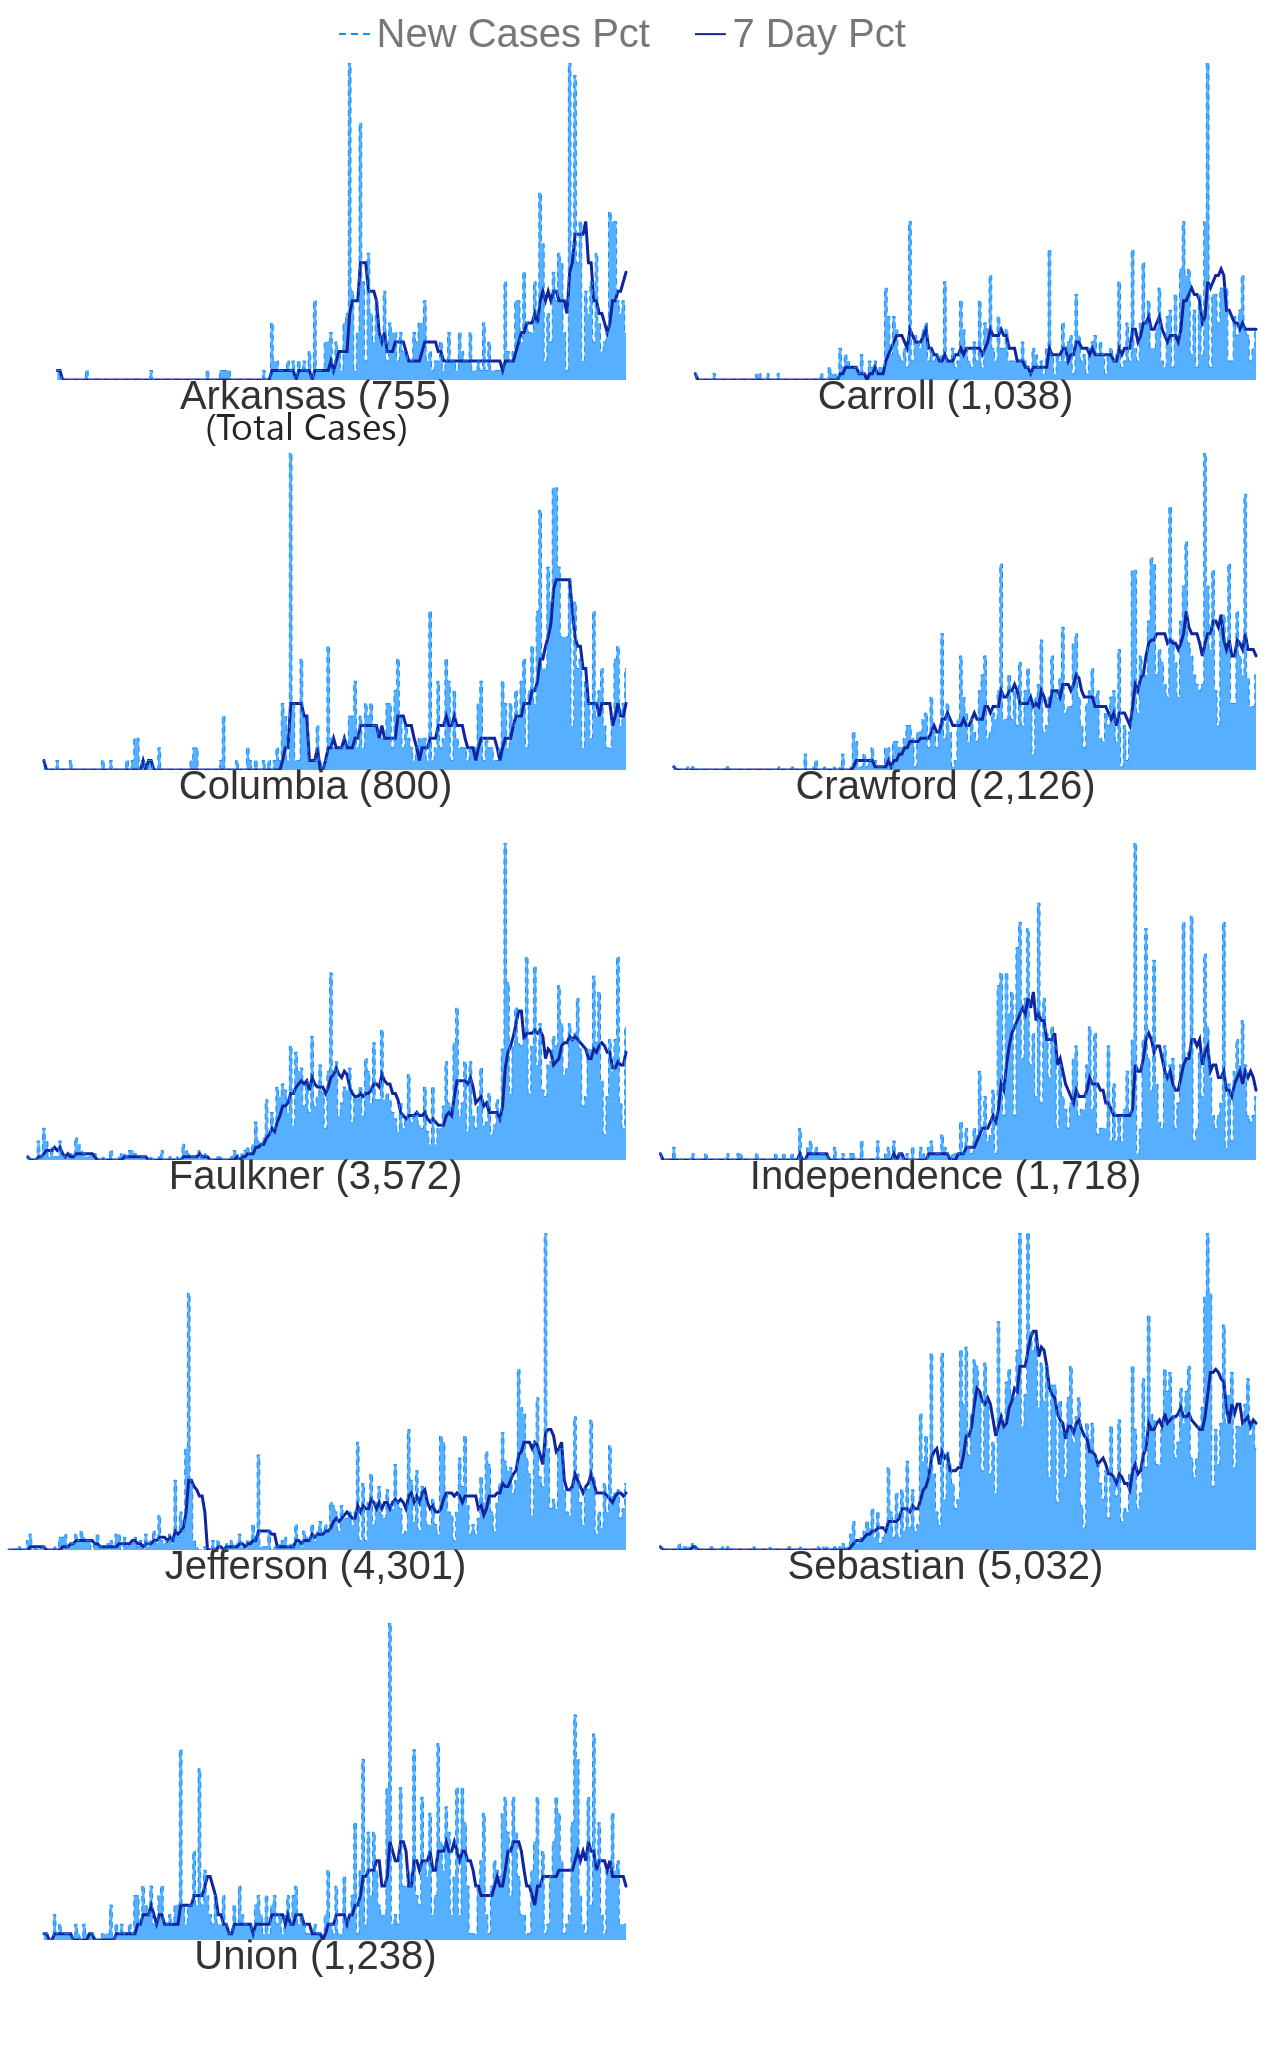 New Cases Pct 7 Day Pct
Arkansas (755) Carroll (1,038)
(Total Cases)
Columbia (800) Crawford (2,126)
Faulkner (3,572) Independence (1,718)
Jefferson (4,301) Sebastian (5,032)
Union (1,238)